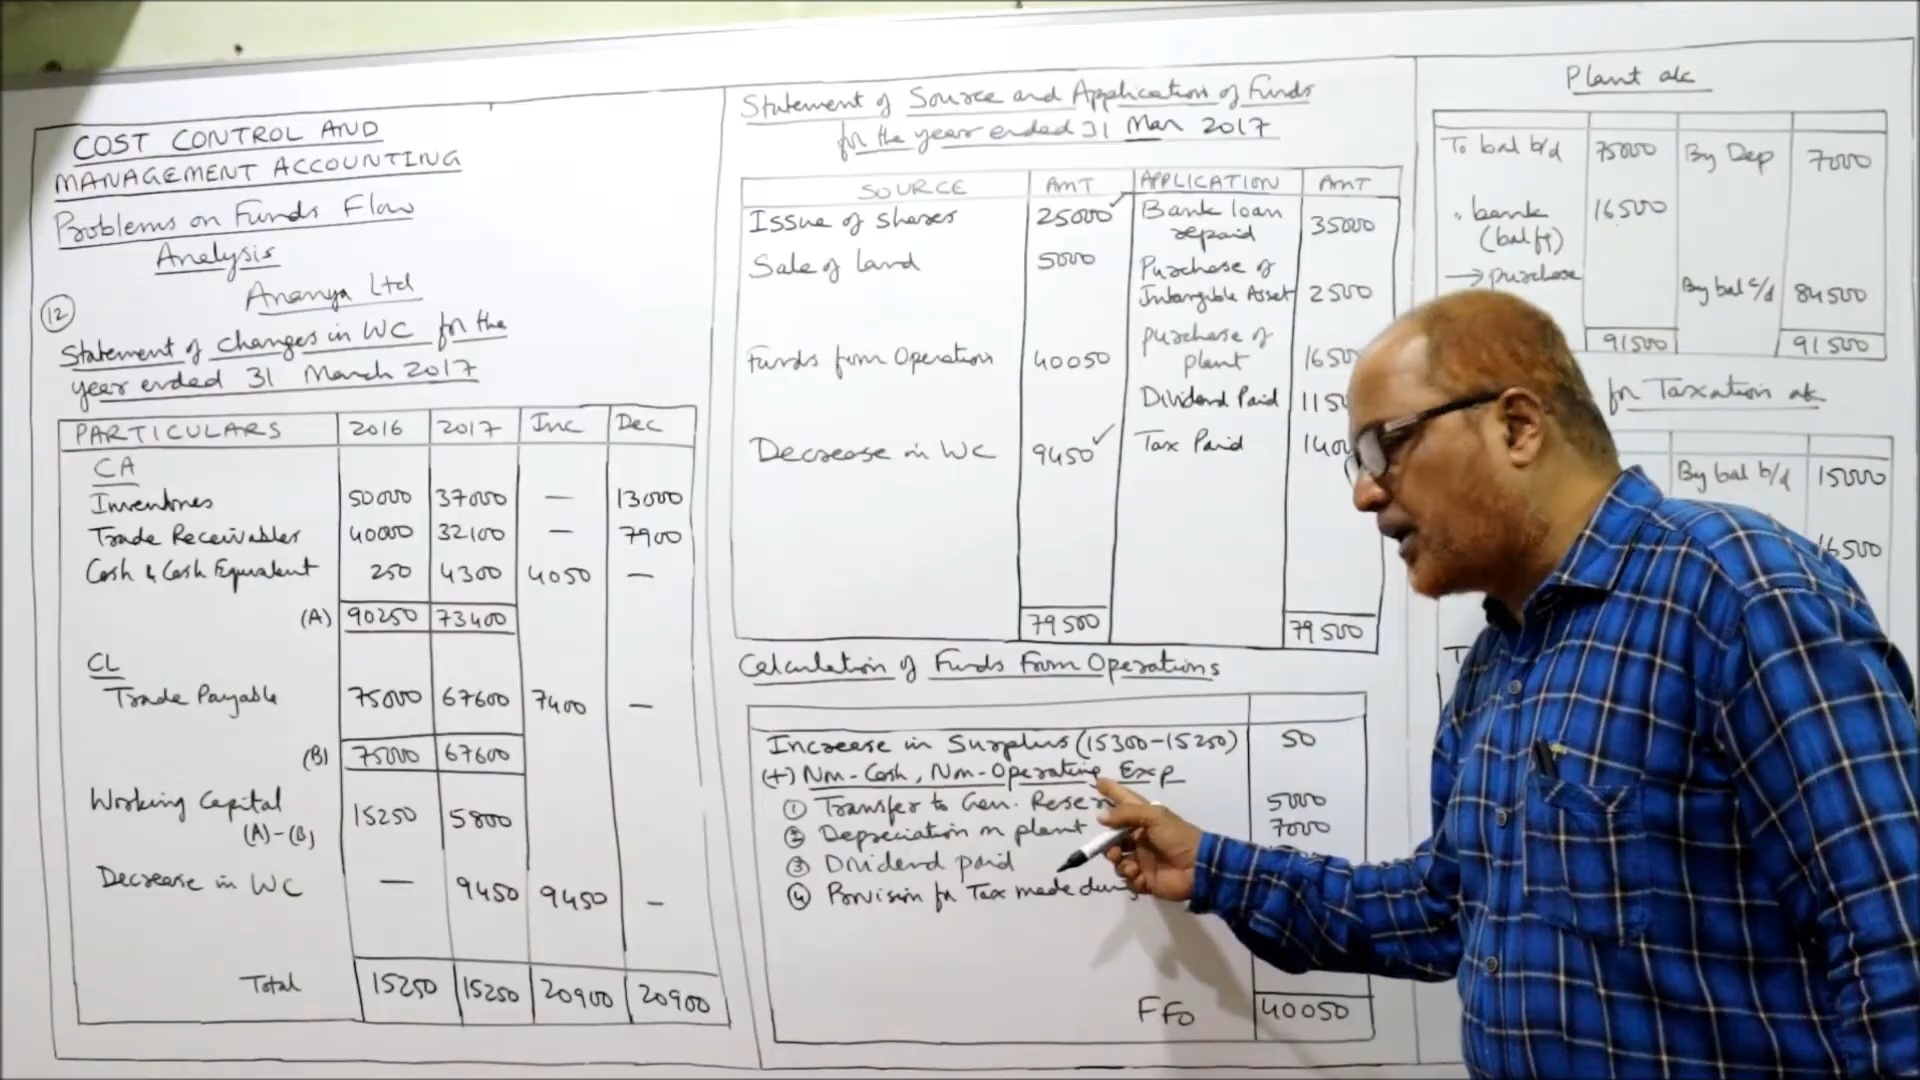 COST CONTROL AND
MANAGEMENT ACCOUNTING
Problems on Funds Flow
Analysis
Ananya Ltd
12
Statement of changes in WC for the
year ended 31 March 2017
PARTICULARS 2016 2017 Inc Dec
CA
Inventories 50000 37000 — 13000
Trade Receivables 40000 32100 — 7900
Cash & Cash Equivalent 250 4300 4050 —
(A) 90250 73400
CL
Trade Payable 75000 67600 7400 —
(B) 75000 67600
Working Capital
(A)-(B) 15250 5800
Decrease in WC — 9450 9450 —
Total 15250 15250 20900 20900
Statement of Source and Application of Funds
for the year ended 31 Mar 2017
SOURCE AMT APPLICATION AMT
Issue of shares 25000 ✓ Bank loan
repaid 35000
Sale of land 5000 Purchase of
Intangible Asset 2500
Funds from Operation 40050 purchase of
plant 1650
Dividend Paid 115
Decrease in WC 9450 ✓ Tax Paid 140
79500 79500
Calculation of Funds From Operations
Increase in Surplus (15300-15250) 50
(+) Non-Cash, Non-Operating Exp
① Transfer to Gen. Reser 5000
② Depreciation on plant 7000
③ Dividend paid
④ Provision for Tax made dur
FFO 40050
Plant a/c
To bal b/d 75000 By Dep 7000
" bank 16500
(bal ft)
→ purchase
By bal c/d 84500
91500 91500
for Taxation a/c
By bal b/d 15000
16500
T